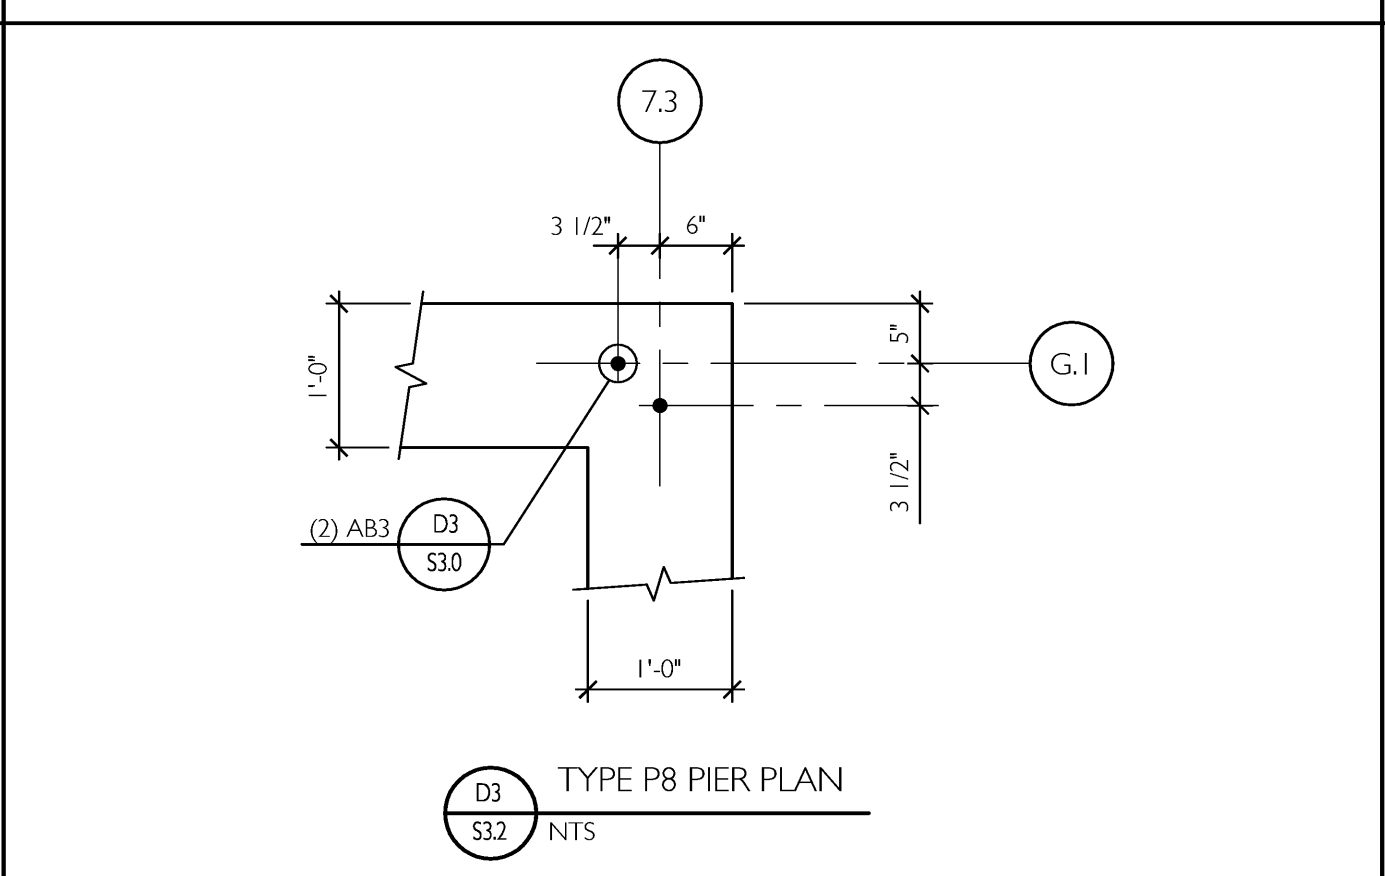 7.3
3 1/2"
6"
5"
1'-0"
G.1
3 1/2"
(2) AB3
D3
S3.0
1'-0"
TYPE P8 PIER PLAN
D3
S3.2
NTS